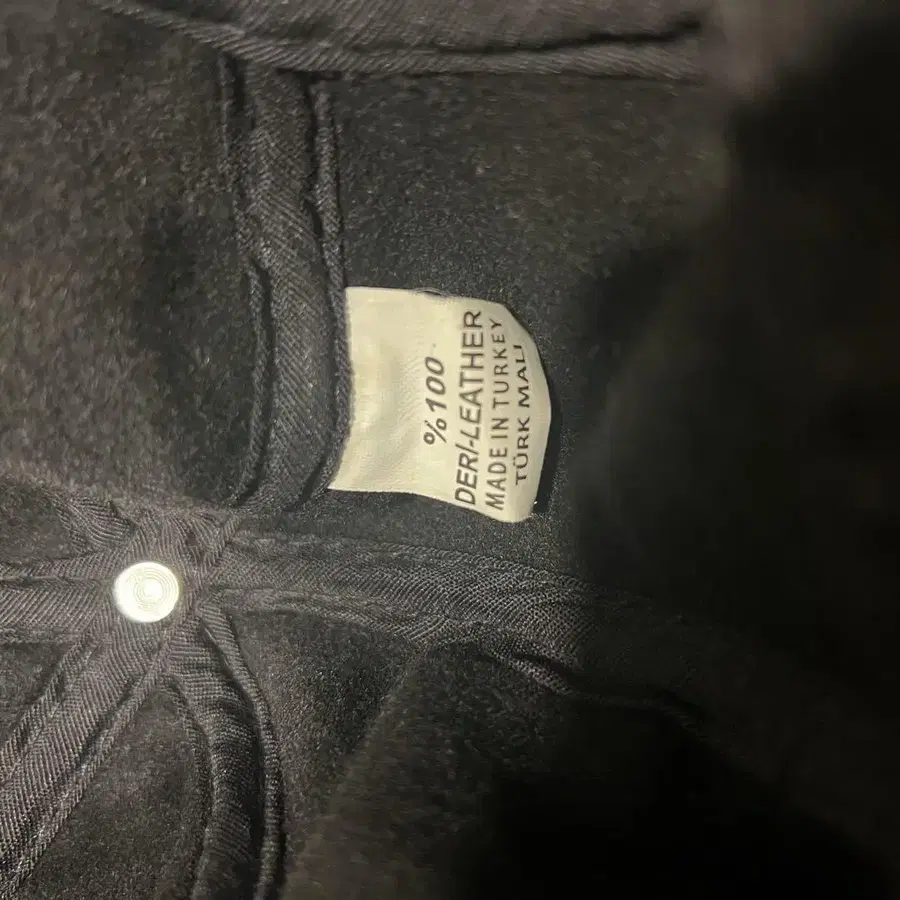 %100
DERİ-LEATHER
MADE IN TURKEY
TÜRK MALI